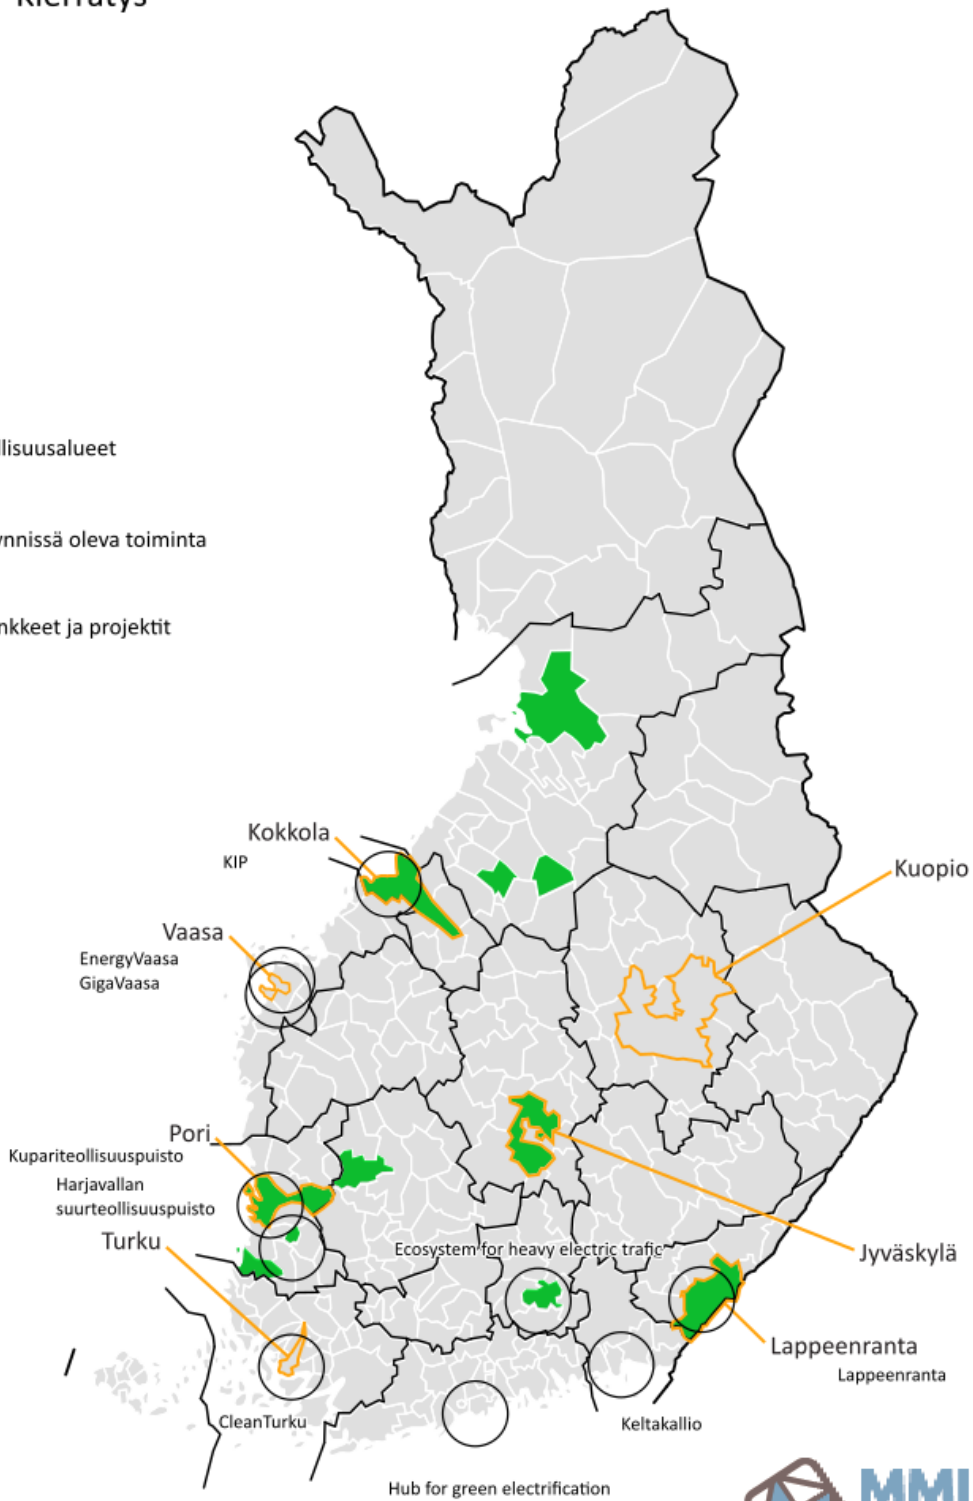 Kierrätys
llisuusalueet
ynnissä oleva toiminta
nkkeet ja projektit
Kokkola
KIP
Kuopio
Vaasa
EnergyVaasa
GigaVaasa
Pori
Kupariteollisuuspuisto
Harjavallan
suurteollisuuspuisto
Turku
Ecosystem for heavy electric trafic
Jyväskylä
Lappeenranta
Lappeenranta
CleanTurku
Keltakallio
Hub for green electrification